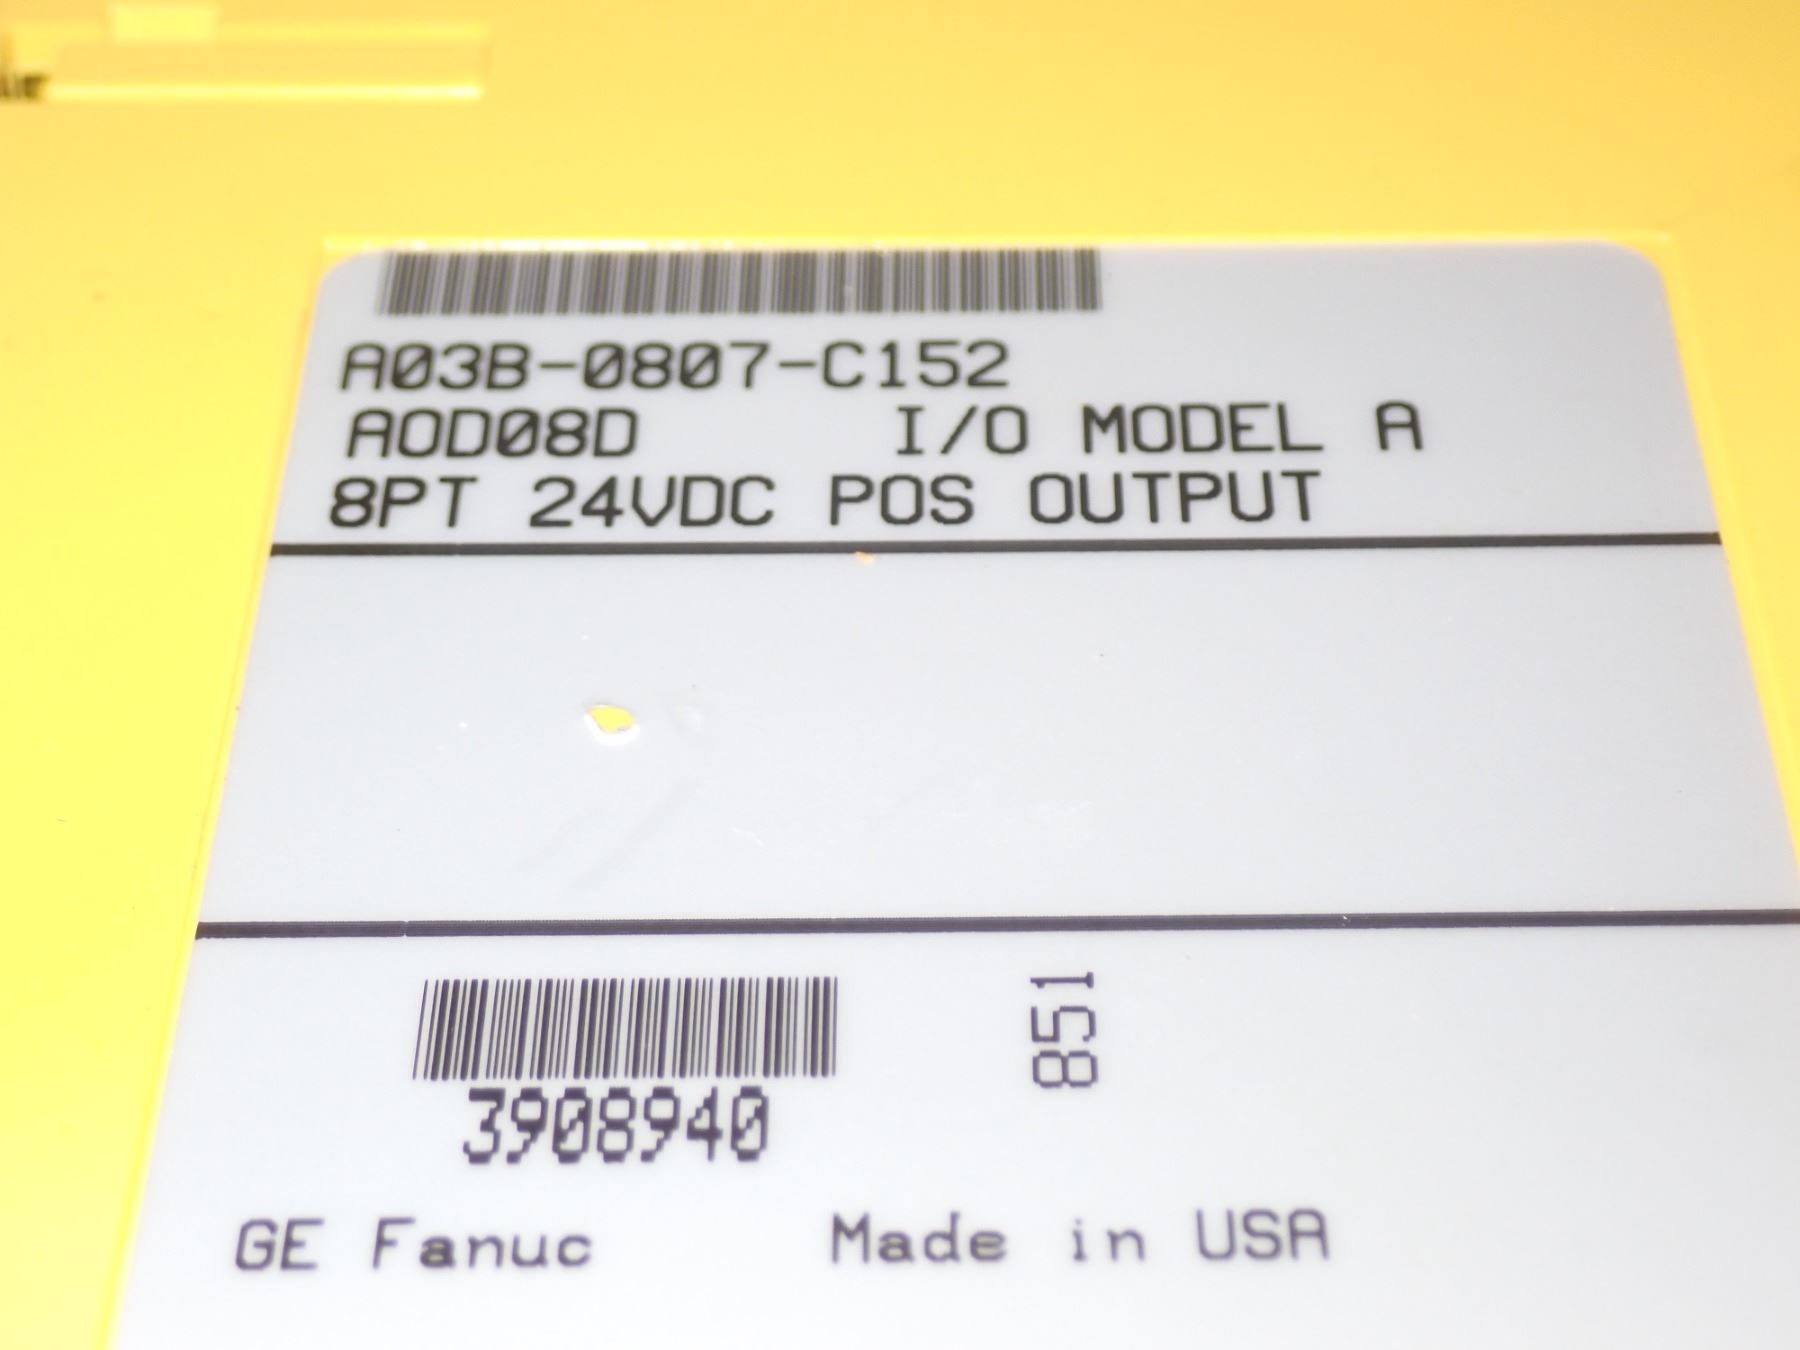 A03B-0807-C152
AOD08D I/O MODEL A
8PT 24VDC POS OUTPUT
851
3908940
GE Fanuc Made in USA